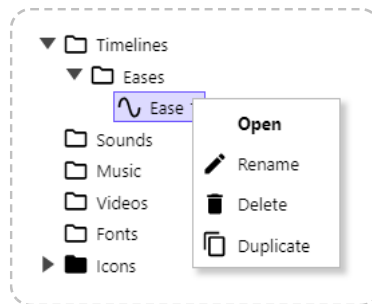 Timelines
Eases
Ease
Open
Sounds
Rename
Music
Delete
Videos
Duplicate
Fonts
Icons